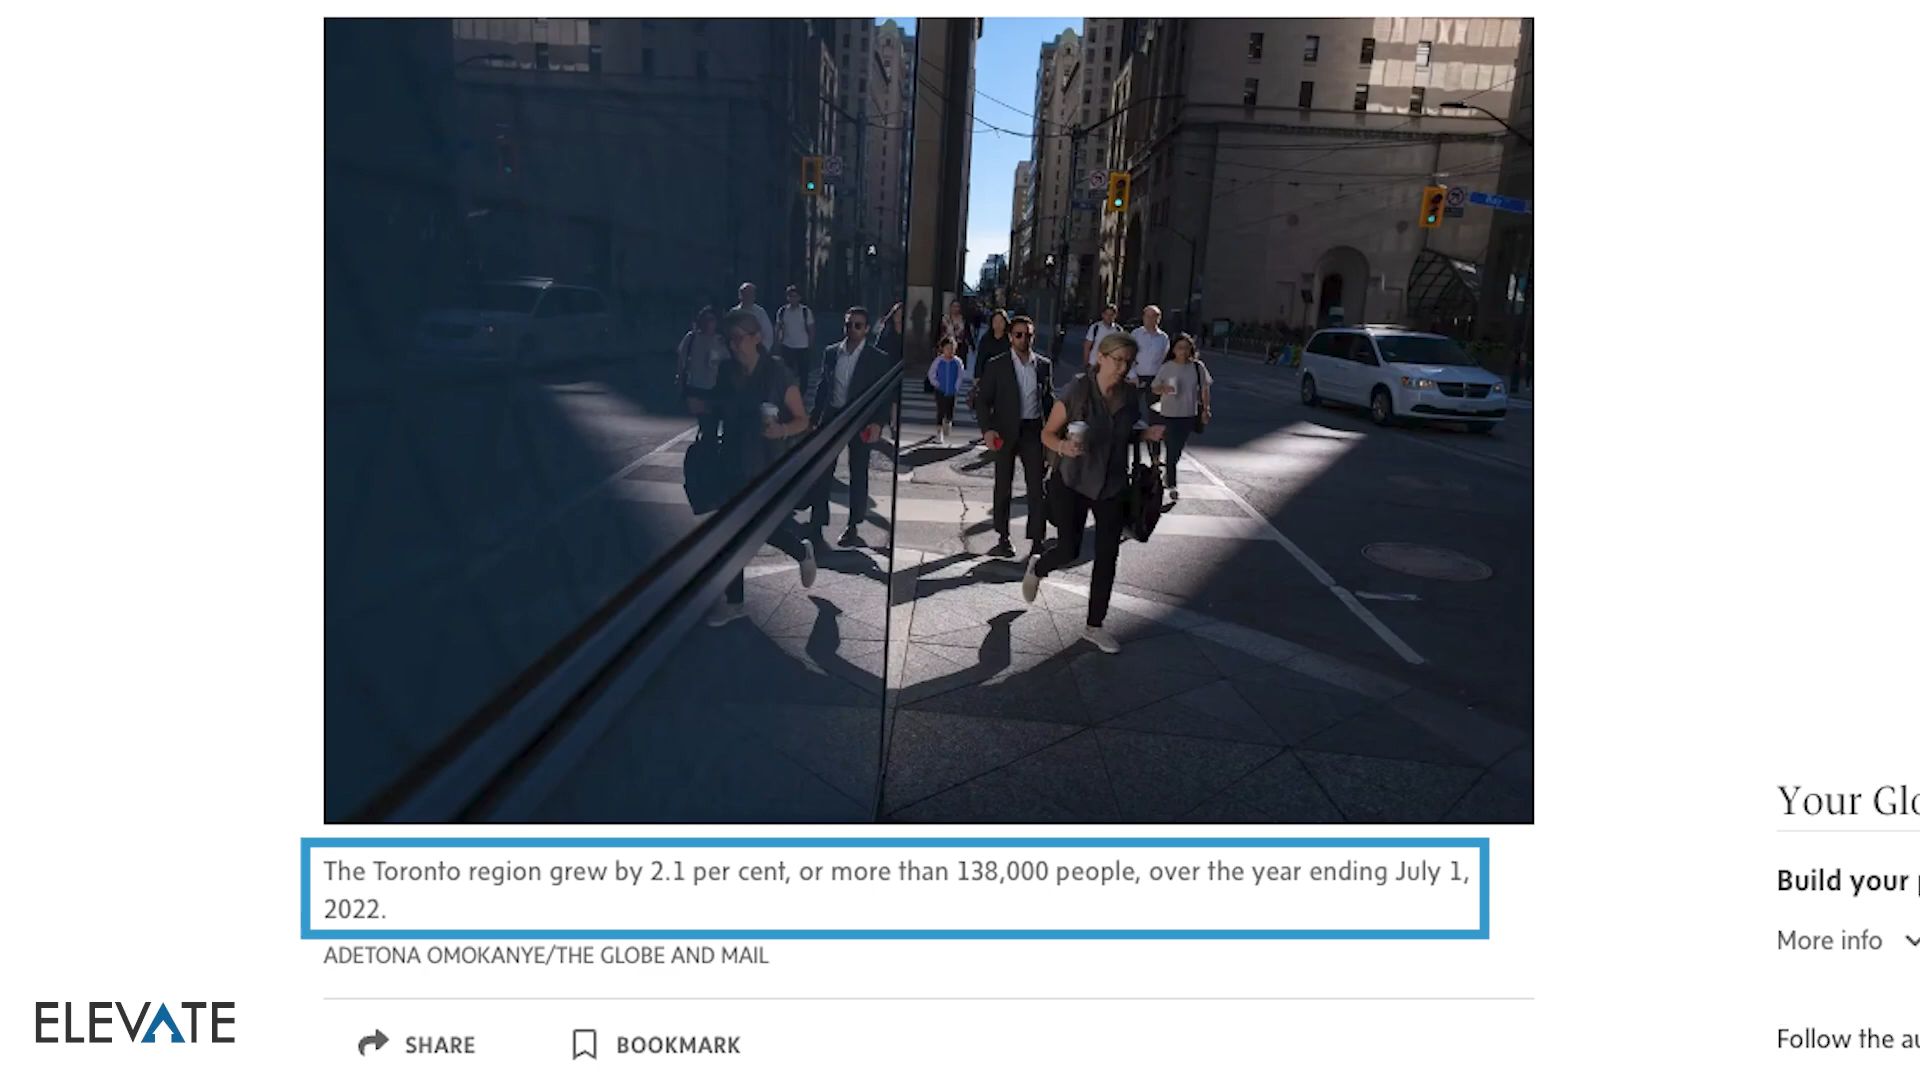 The Toronto region grew by 2.1 per cent, or more than 138,000 people, over the year ending July 1,
2022.
ADETONA OMOKANYE/THE GLOBE AND MAIL
SHARE
BOOKMARK
ELEVATE
Bay
Your Glo
Build your
More info
Follow the au